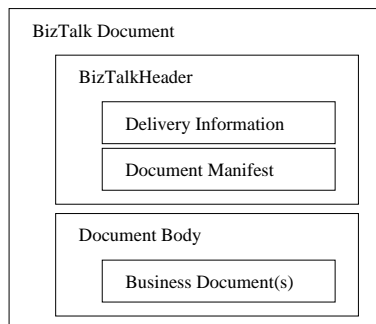 BizTalk Document
BizTalkHeader
Delivery Information
Document Manifest
Document Body
Business Document(s)